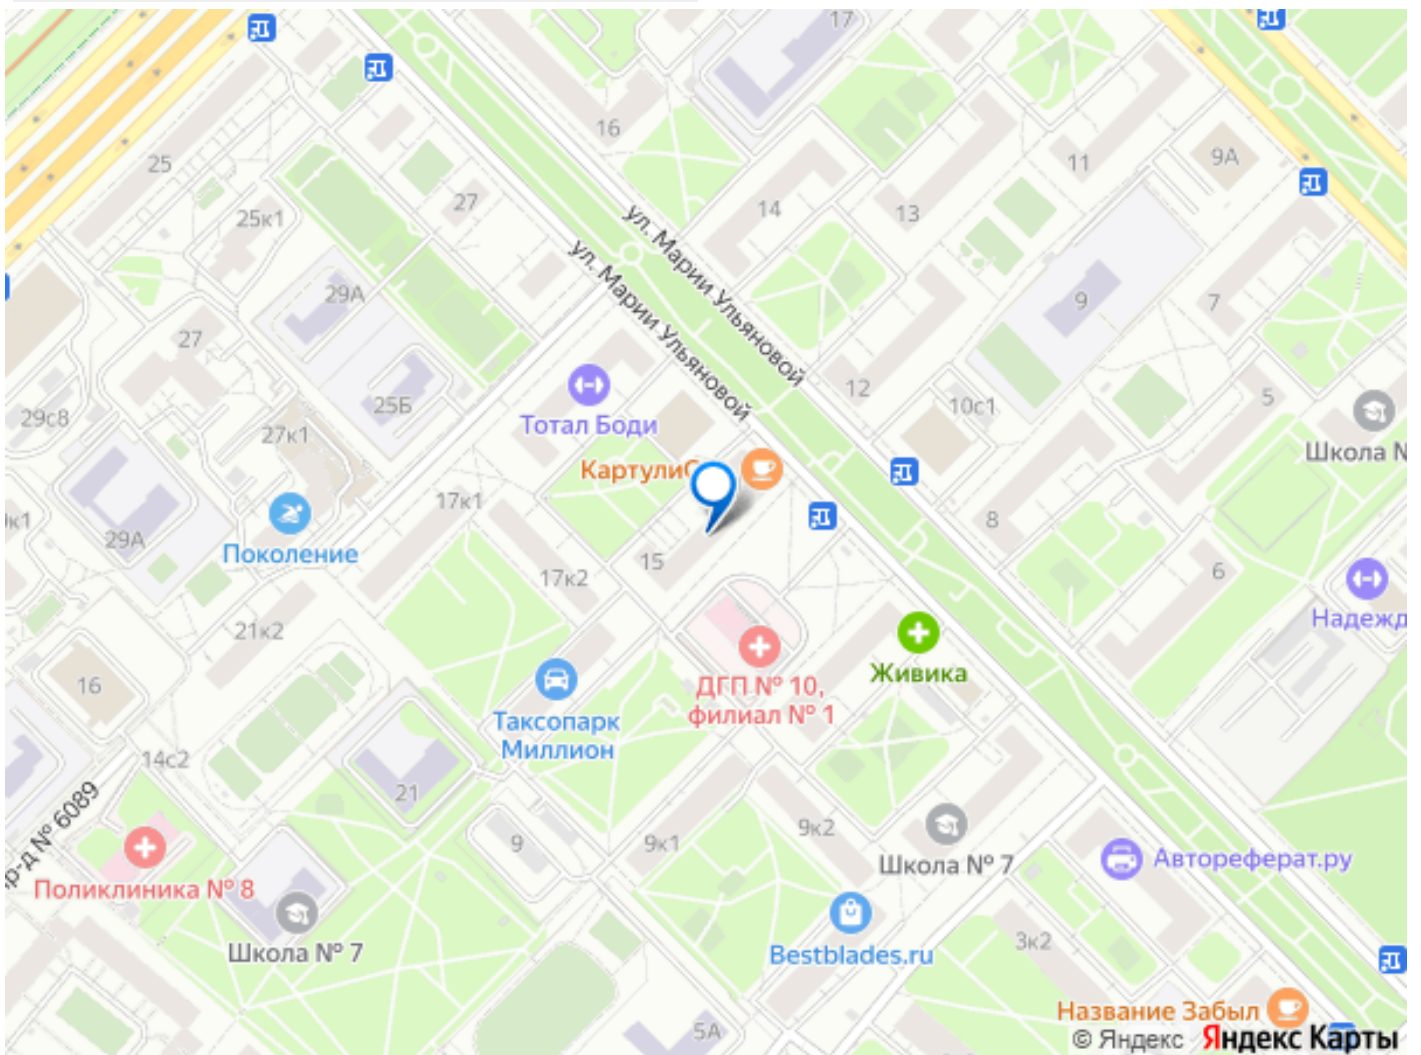 17
16
25
11
9А
27
25к1
14
13
ул. Марии Ульяновой
ул. Марии Ульяновой
29А
9
7
27
12
5
25Б
10с1
29с8
Тотал Боди
27к1
Школа №
17к1
8
29А
Поколение
15
17к2
6
Надежд
21к2
Живика
16
ДГП № 10,
филиал № 1
Таксопарк
Миллион
14с2
21
№ 6089
9
9к1
9к2
Школа № 7
Автореферат.ру
Поликлиника № 8
Школа № 7
Bestblades.ru
3к2
Название Забыл
5А
© Яндекс Яндекс Карты